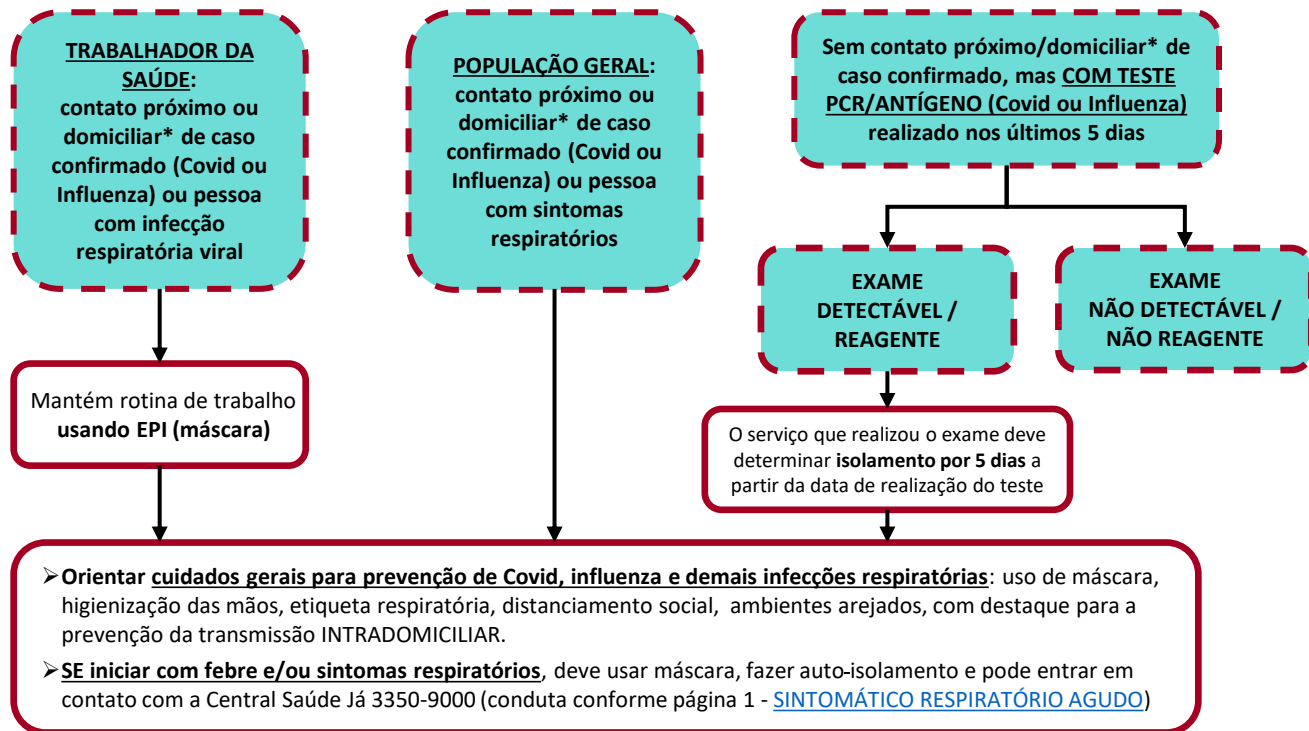 TRABALHADOR DA
SAÚDE:
contato próximo ou
domiciliar* de caso
confirmado (Covid ou
Influenza) ou pessoa
com infecção
respiratória viral
POPULAÇÃO GERAL:
contato próximo ou
domiciliar* de caso
confirmado (Covid ou
Influenza) ou pessoa
com sintomas
respiratórios
Sem contato próximo/domiciliar* de
caso confirmado, mas COM TESTE
PCR/ANTÍGENO (Covid ou Influenza)
realizado nos últimos 5 dias
EXAME
DETECTÁVEL /
REAGENTE
EXAME
NÃO DETECTÁVEL /
NÃO REAGENTE
Mantém rotina de trabalho
usando EPI (máscara)
O serviço que realizou o exame deve
determinar isolamento por 5 dias a
partir da data de realização do teste
➢Orientar cuidados gerais para prevenção de Covid, influenza e demais infecções respiratórias: uso de máscara,
higienização das mãos, etiqueta respiratória, distanciamento social, ambientes arejados, com destaque para a
prevenção da transmissão INTRADOMICILIAR.
➢SE iniciar com febre e/ou sintomas respiratórios, deve usar máscara, fazer auto-isolamento e pode entrar em
contato com a Central Saúde Já 3350-9000 (conduta conforme página 1 - SINTOMÁTICO RESPIRATÓRIO AGUDO)